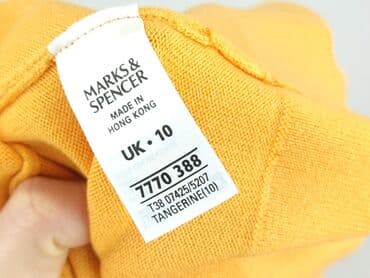 MARKS &
SPENCER
MADE IN
HONG KONG
UK • 10
7770 388
T38 07425/5207
TANGERINE(10)